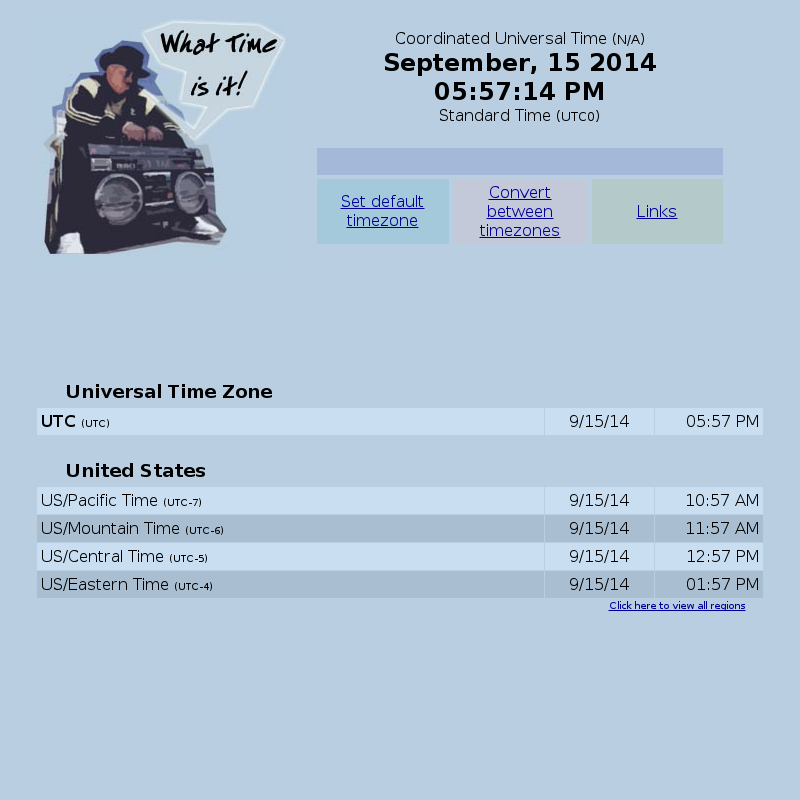 What Time
is it!
Coordinated Universal Time (N/A)
September, 15 2014
05:57:14 PM
Standard Time (UTC0)
Set default
timezone
Convert
between
timezones
Links
Universal Time Zone
UTC (UTC) 9/15/14 05:57 PM
United States
US/Pacific Time (UTC-7) 9/15/14 10:57 AM
US/Mountain Time (UTC-6) 9/15/14 11:57 AM
US/Central Time (UTC-5) 9/15/14 12:57 PM
US/Eastern Time (UTC-4) 9/15/14 01:57 PM
Click here to view all regions